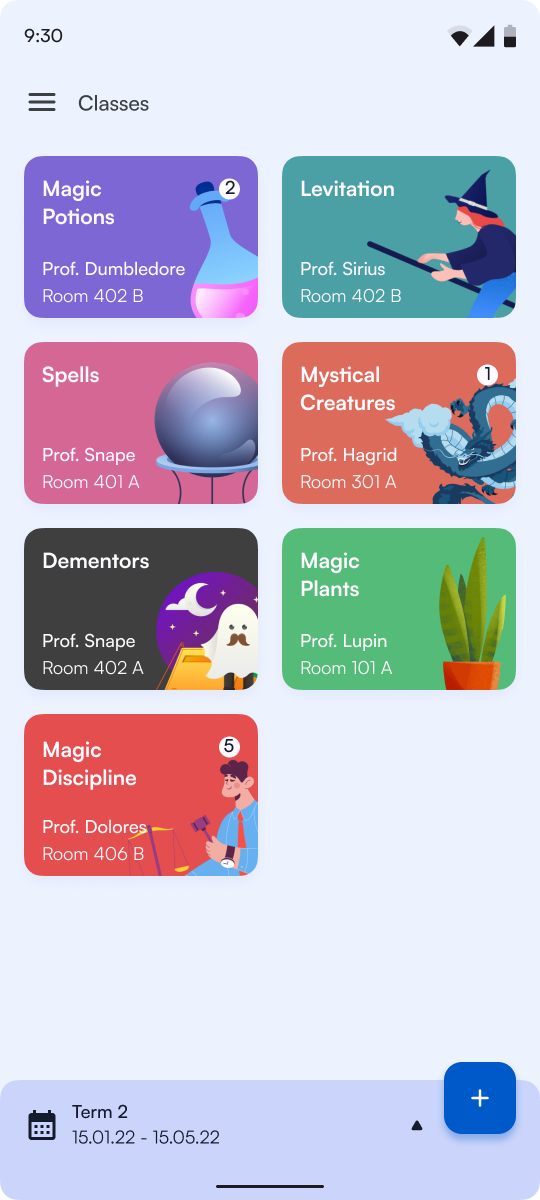 9:30
Classes
Magic
Potions
2
Prof. Dumbledore
Room 402 B
Levitation
Prof. Sirius
Room 402 B
Spells
Prof. Snape
Room 401 A
Mystical
Creatures
1
Prof. Hagrid
Room 301 A
Dementors
Prof. Snape
Room 402 A
Magic
Plants
Prof. Lupin
Room 101 A
Magic
Discipline
5
Prof. Dolores
Room 406 B
Term 2
15.01.22 - 15.05.22